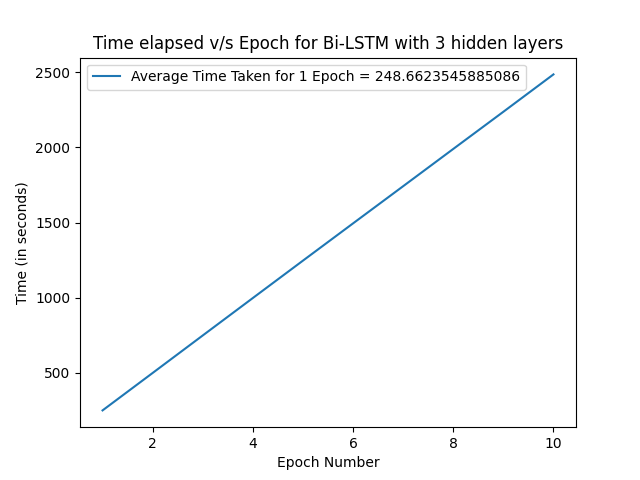 Time elapsed v/s Epoch for Bi-LSTM with 3 hidden layers
Average Time Taken for 1 Epoch = 248.6623545885086
2500
2000
1500
1000
500
Time (in seconds)
2 4 6 8 10
Epoch Number